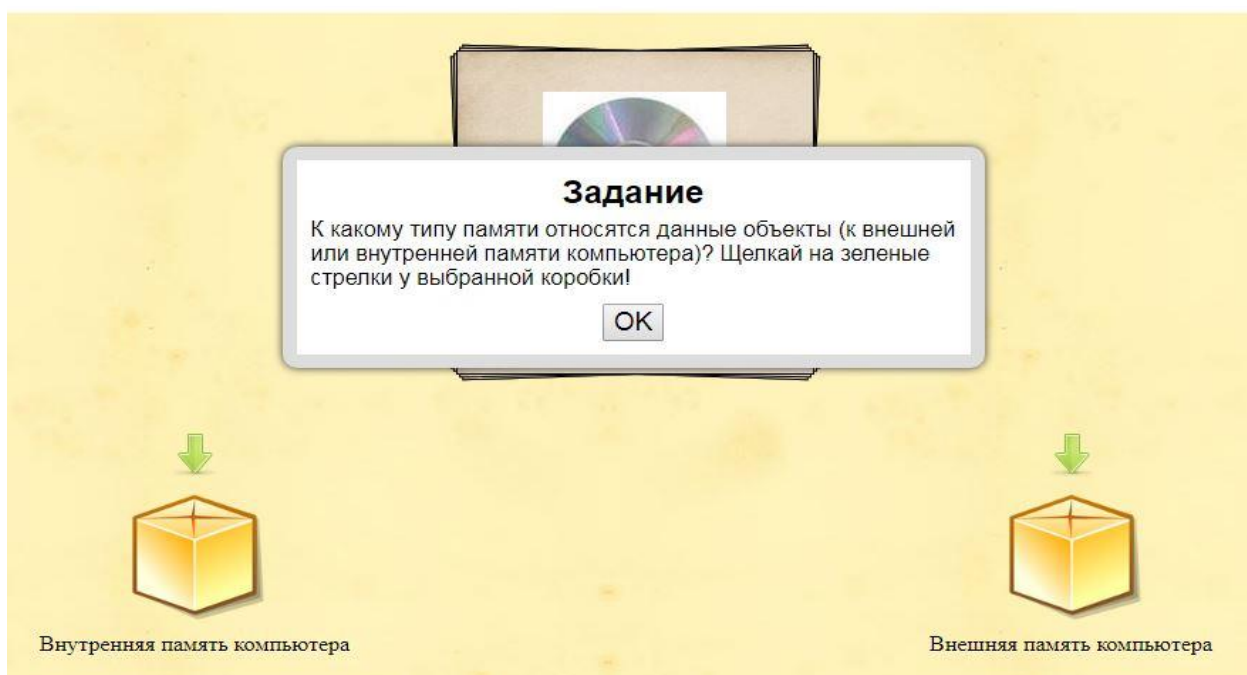 Задание
К какому типу памяти относятся данные объекты (к внешней
или внутренней памяти компьютера)? Щелкай на зеленые
стрелки у выбранной коробки!
OK
Внутренняя память компьютера
Внешняя память компьютера